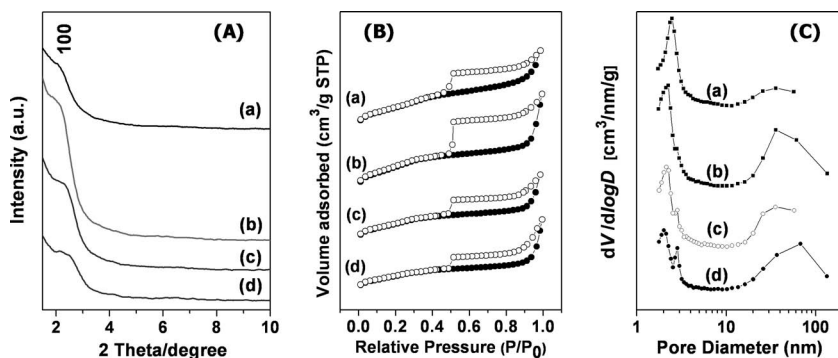 (A)
100
(a)
(b)
(c)
(d)
Intensity (a.u.)
2 4 6 8 10
2 Theta/degree
(B)
(a)
(b)
(c)
(d)
Volume adsorbed (cm³/g STP)
0.0 0.2 0.4 0.6 0.8 1.0
Relative Pressure (P/P₀)
(C)
(a)
(b)
(c)
(d)
dV/dlogD [cm³/nm/g]
1 10 100
Pore Diameter (nm)